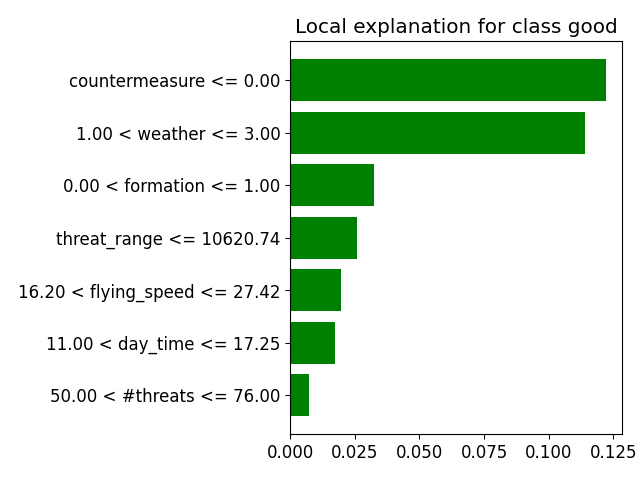 Local explanation for class good
countermeasure <= 0.00
1.00 < weather <= 3.00
0.00 < formation <= 1.00
threat_range <= 10620.74
16.20 < flying_speed <= 27.42
11.00 < day_time <= 17.25
50.00 < #threats <= 76.00
0.000 0.025 0.050 0.075 0.100 0.125